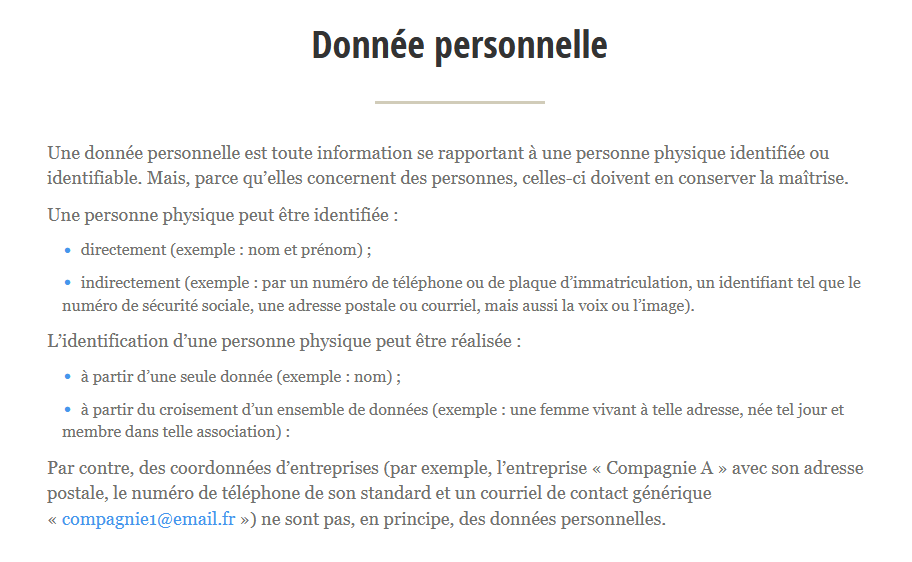 Donnée personnelle
Une donnée personnelle est toute information se rapportant à une personne physique identifiée ou
identifiable. Mais, parce qu’elles concernent des personnes, celles-ci doivent en conserver la maîtrise.
Une personne physique peut être identifiée :
• directement (exemple : nom et prénom) ;
• indirectement (exemple : par un numéro de téléphone ou de plaque d’immatriculation, un identifiant tel que le
numéro de sécurité sociale, une adresse postale ou courriel, mais aussi la voix ou l’image).
L’identification d’une personne physique peut être réalisée :
• à partir d’une seule donnée (exemple : nom) ;
• à partir du croisement d’un ensemble de données (exemple : une femme vivant à telle adresse, née tel jour et
membre dans telle association) :
Par contre, des coordonnées d’entreprises (par exemple, l’entreprise « Compagnie A » avec son adresse
postale, le numéro de téléphone de son standard et un courriel de contact générique
« compagnie1@email.fr ») ne sont pas, en principe, des données personnelles.